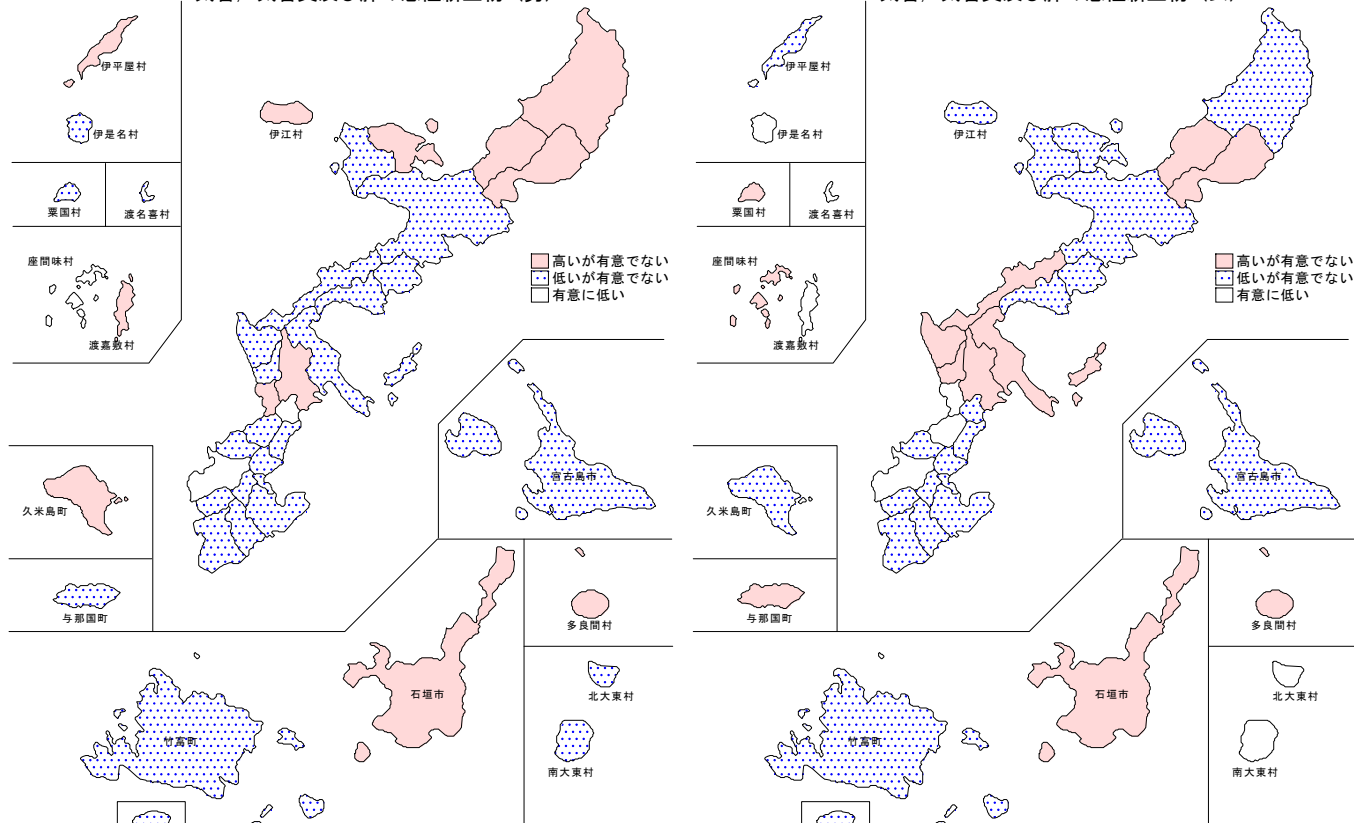 伊平屋村
伊是名村
粟国村
渡名喜村
座間味村
渡嘉敷村
伊江村
高いが有意でない
低いが有意でない
有意に低い
久米島町
与那国町
宮古島市
多良間村
石垣市
北大東村
南大東村
竹富町
伊平屋村
伊是名村
粟国村
渡名喜村
座間味村
渡嘉敷村
伊江村
高いが有意でない
低いが有意でない
有意に低い
久米島町
与那国町
宮古島市
多良間村
石垣市
北大東村
南大東村
竹富町